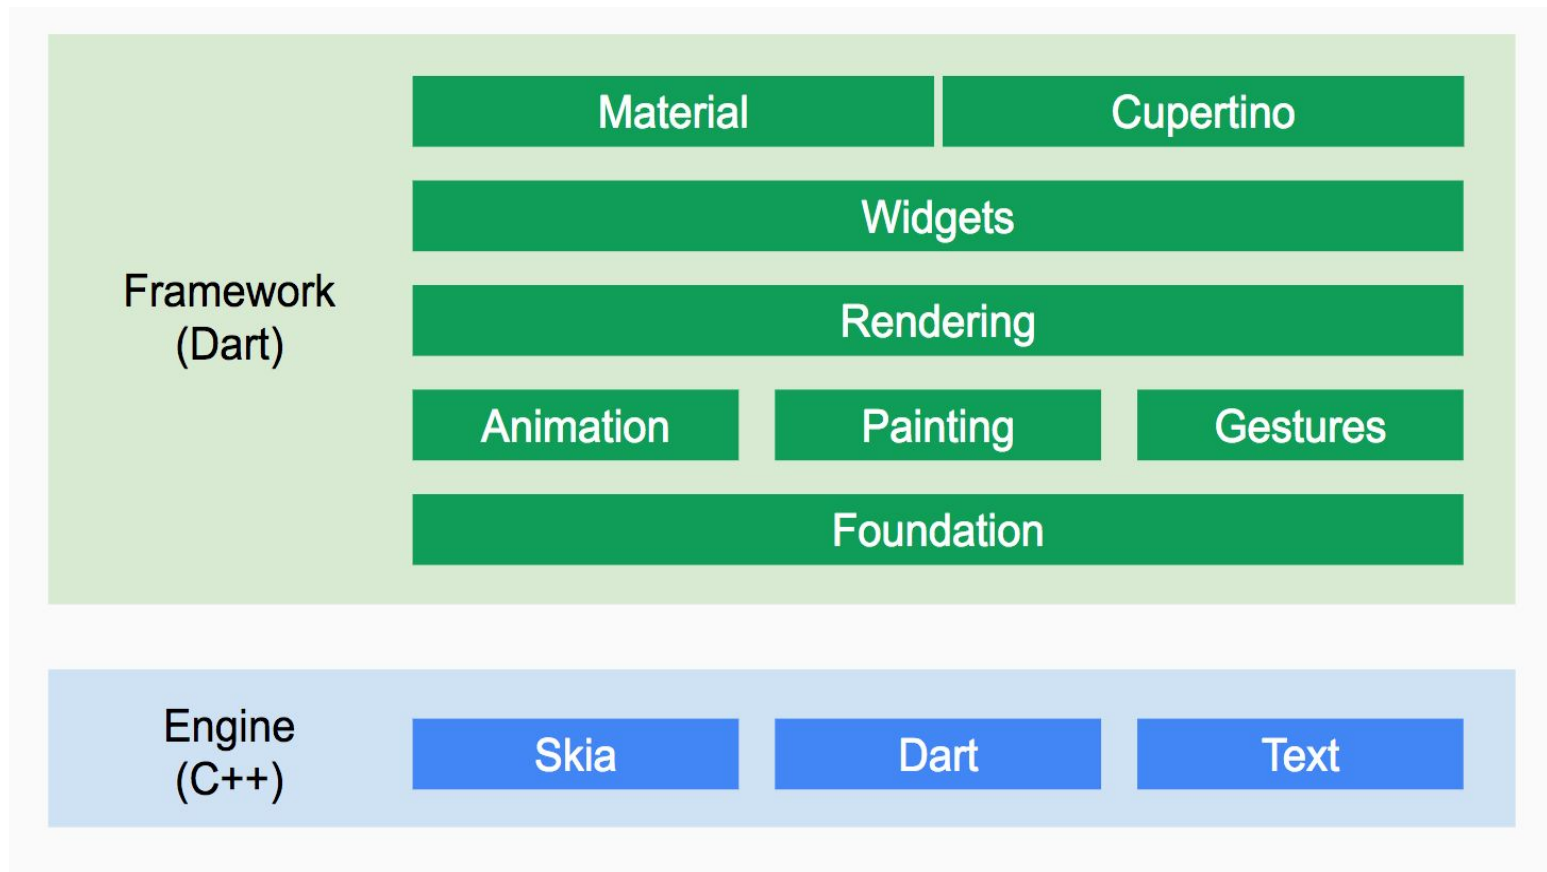 Material
Cupertino
Widgets
Framework
(Dart)
Rendering
Animation
Painting
Gestures
Foundation
Engine
(C++)
Skia
Dart
Text